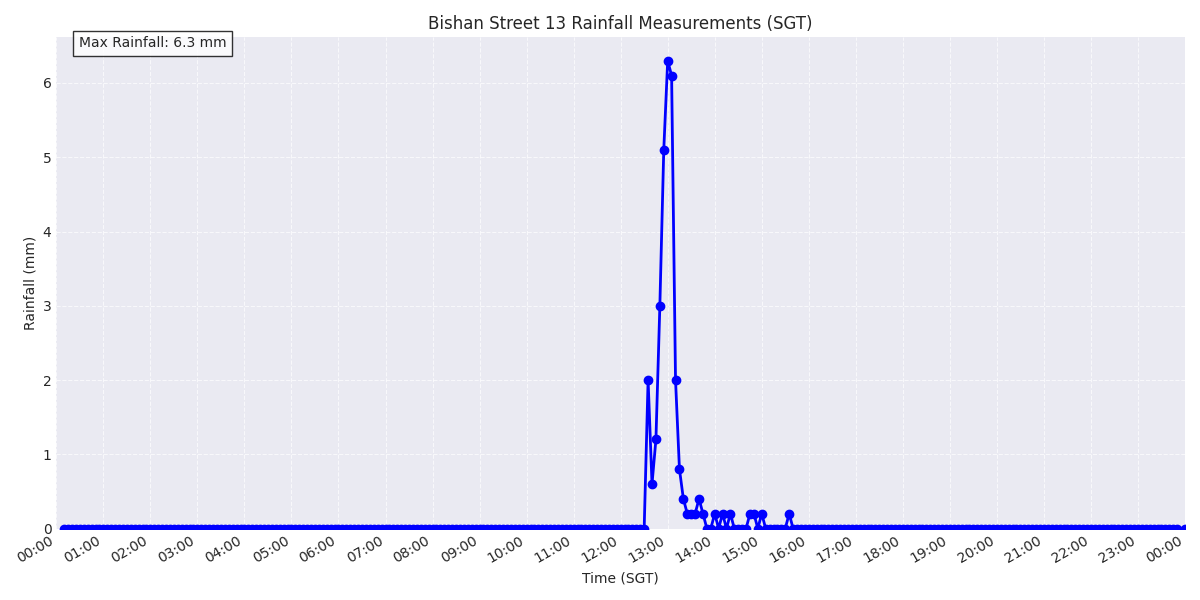 Bishan Street 13 Rainfall Measurements (SGT)
Max Rainfall: 6.3 mm
Rainfall (mm)
6
5
4
3
2
1
0
00:00 01:00 02:00 03:00 04:00 05:00 06:00 07:00 08:00 09:00 10:00 11:00 12:00 13:00 14:00 15:00 16:00 17:00 18:00 19:00 20:00 21:00 22:00 23:00 00:00
Time (SGT)